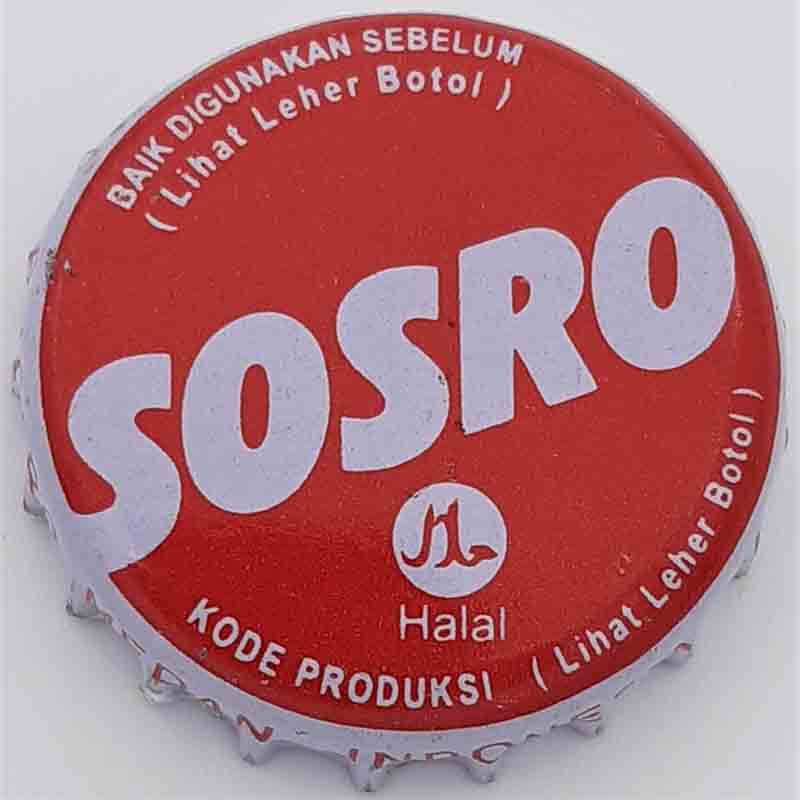 BAIK DIGUNAKAN SEBELUM
( Lihat Leher Botol )
SOSRO
Halal
KODE PRODUKSI ( Lihat Leher Botol )